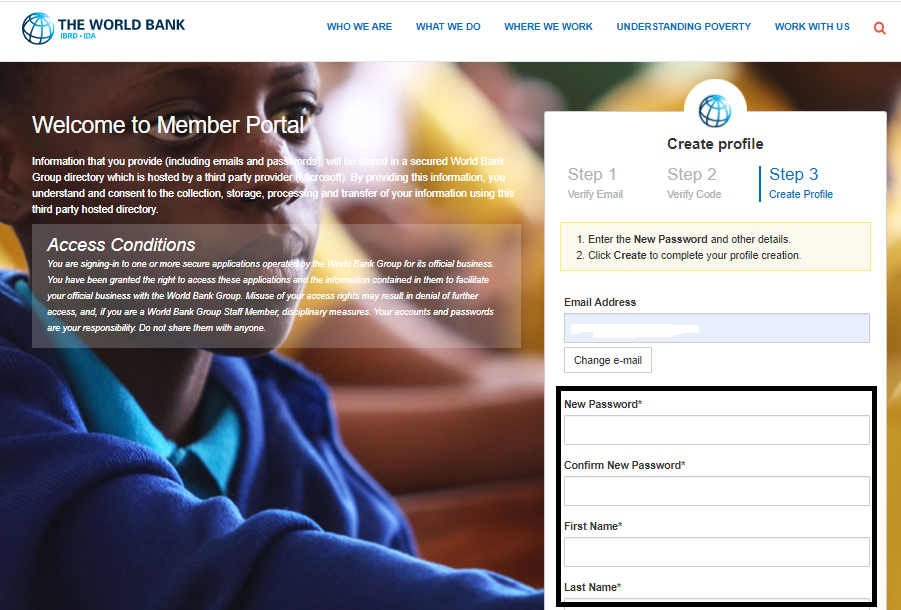 THE WORLD BANK
IBRD • IDA
WHO WE ARE
WHAT WE DO
WHERE WE WORK
UNDERSTANDING POVERTY
WORK WITH US
Welcome to Member Portal
Information that you provide (including emails and passwords), will be stored in a secured World Bank
Group directory which is hosted by a third party provider (Microsoft). By providing this information, you
understand and consent to the collection, storage, processing and transfer of your information using this
third party hosted directory.
Access Conditions
You are signing-in to one or more secure applications operated by the World Bank Group for its official business.
You have been granted the right to access these applications and the information contained in them to facilitate
your official business with the World Bank Group. Misuse of your access rights may result in denial of further
access, and, if you are a World Bank Group Staff Member, disciplinary measures. Your accounts and passwords
are your responsibility. Do not share them with anyone.
Create profile
Step 1
Verify Email
Step 2
Verify Code
Step 3
Create Profile
1. Enter the New Password and other details.
2. Click Create to complete your profile creation.
Email Address
Change e-mail
New Password*
Confirm New Password*
First Name*
Last Name*